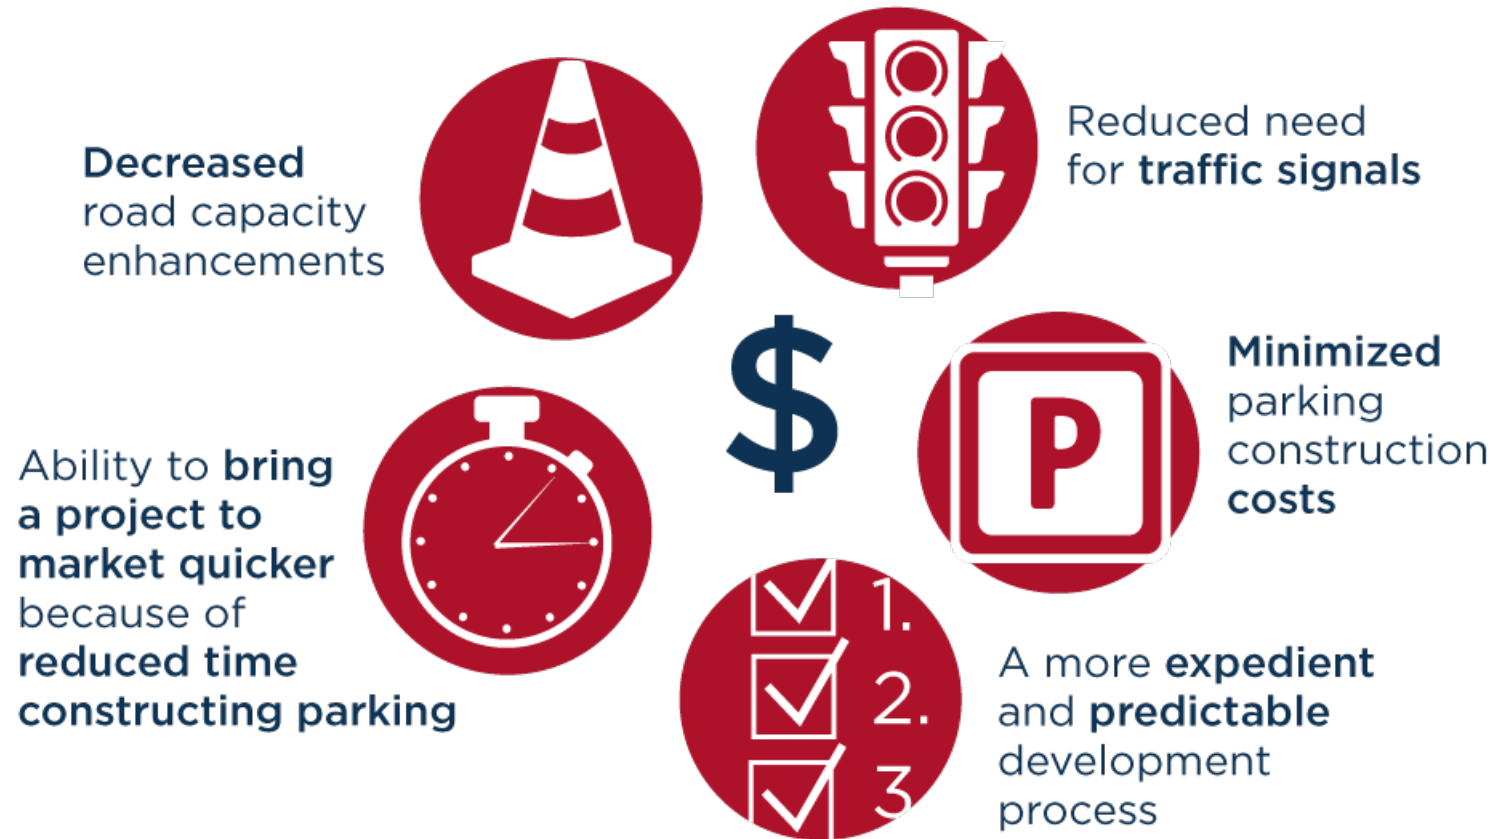 Decreased
road capacity
enhancements
Reduced need
for traffic signals
$
Minimized
parking
construction
costs
P
Ability to bring
a project to
market quicker
because of
reduced time
constructing parking
1.
2.
3
A more expedient
and predictable
development
process